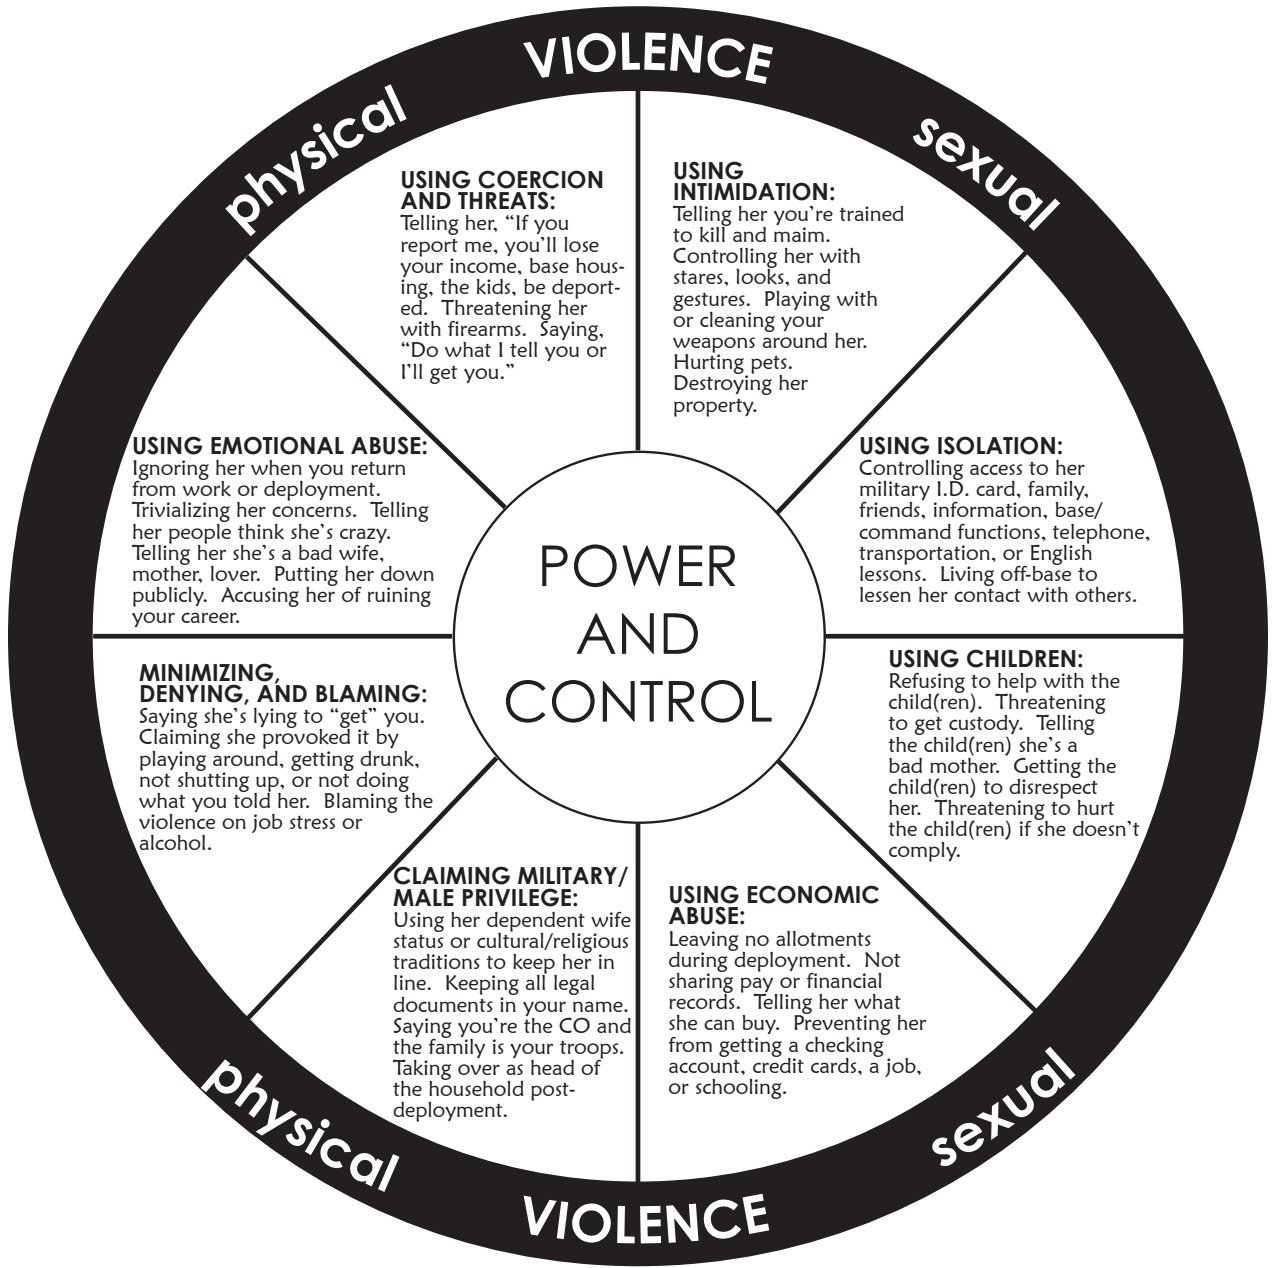 VIOLENCE
physical
sexual
USING COERCION
AND THREATS:
Telling her, “If you
report me, you’ll lose
your income, base hous-
ing, the kids, be deport-
ed.  Threatening her
with firearms.  Saying,
“Do what I tell you or
I’ll get you.”
USING
INTIMIDATION:
Telling her you’re trained
to kill and maim.
Controlling her with
stares, looks, and
gestures.  Playing with
or cleaning your
weapons around her.
Hurting pets.
Destroying her
property.
USING EMOTIONAL ABUSE:
Ignoring her when you return
from work or deployment.
Trivializing her concerns.  Telling
her people think she’s crazy.
Telling her she’s a bad wife,
mother, lover.  Putting her down
publicly.  Accusing her of ruining
your career.
USING ISOLATION:
Controlling access to her
military I.D. card, family,
friends, information, base/
command functions, telephone,
transportation, or English
lessons.  Living off-base to
lessen her contact with others.
POWER
AND
CONTROL
MINIMIZING,
DENYING, AND BLAMING:
Saying she’s lying to “get” you.
Claiming she provoked it by
playing around, getting drunk,
not shutting up, or not doing
what you told her.  Blaming the
violence on job stress or
alcohol.
USING CHILDREN:
Refusing to help with the
child(ren).  Threatening
to get custody.  Telling
the child(ren) she’s a
bad mother.  Getting the
child(ren) to disrespect
her.  Threatening to hurt
the child(ren) if she doesn’t
comply.
CLAIMING MILITARY/
MALE PRIVILEGE:
Using her dependent wife
status or cultural/religious
traditions to keep her in
line.  Keeping all legal
documents in your name.
Saying you’re the CO and
the family is your troops.
Taking over as head of
the household post-
deployment.
USING ECONOMIC
ABUSE:
Leaving no allotments
during deployment.  Not
sharing pay or financial
records.  Telling her what
she can buy.  Preventing her
from getting a checking
account, credit cards, a job,
or schooling.
physical
sexual
VIOLENCE